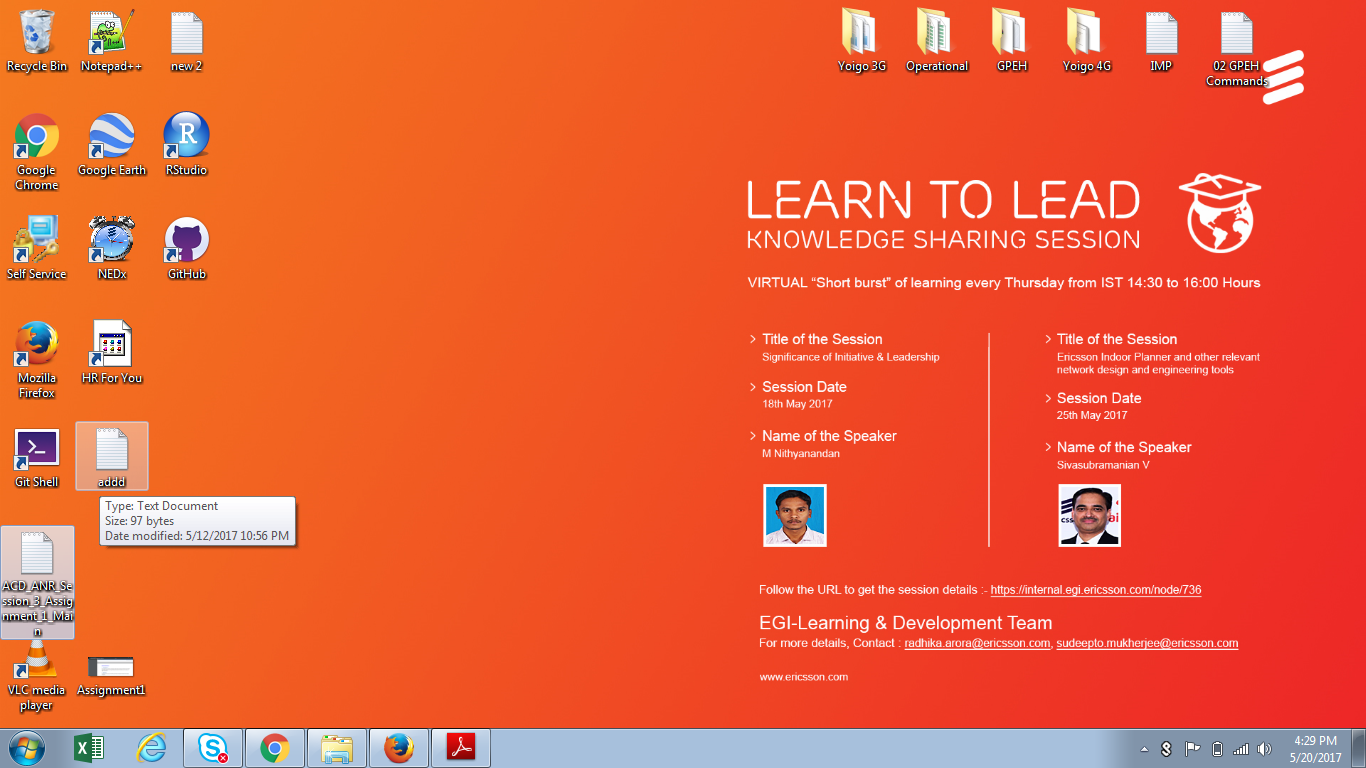 Recycle Bin
Notepad++
new 2
Yoigo 3G
Operational
GPEH
Yoigo 4G
IMP
02 GPEH
Commands
Google
Chrome
Google Earth
RStudio
Self Service
NEDx
GitHub
Mozilla
Firefox
HR For You
Git Shell
addd
Type: Text Document
Size: 97 bytes
Date modified: 5/12/2017 10:56 PM
ACD_ANR_Se
ssion_3_Assig
nment_1_Mai
n
VLC media
player
Assignment1
LEARN TO LEAD
KNOWLEDGE SHARING SESSION
VIRTUAL “Short burst” of learning every Thursday from IST 14:30 to 16:00 Hours
> Title of the Session
Significance of Initiative & Leadership
> Session Date
18th May 2017
> Name of the Speaker
M Nithyanandan
> Title of the Session
Ericsson Indoor Planner and other relevant
network design and engineering tools
> Session Date
25th May 2017
> Name of the Speaker
Sivasubramanian V
Follow the URL to get the session details :- https://internal.egi.ericsson.com/node/736
EGI-Learning & Development Team
For more details, Contact : radhika.arora@ericsson.com, sudeepto.mukherjee@ericsson.com
www.ericsson.com
4:29 PM
5/20/2017